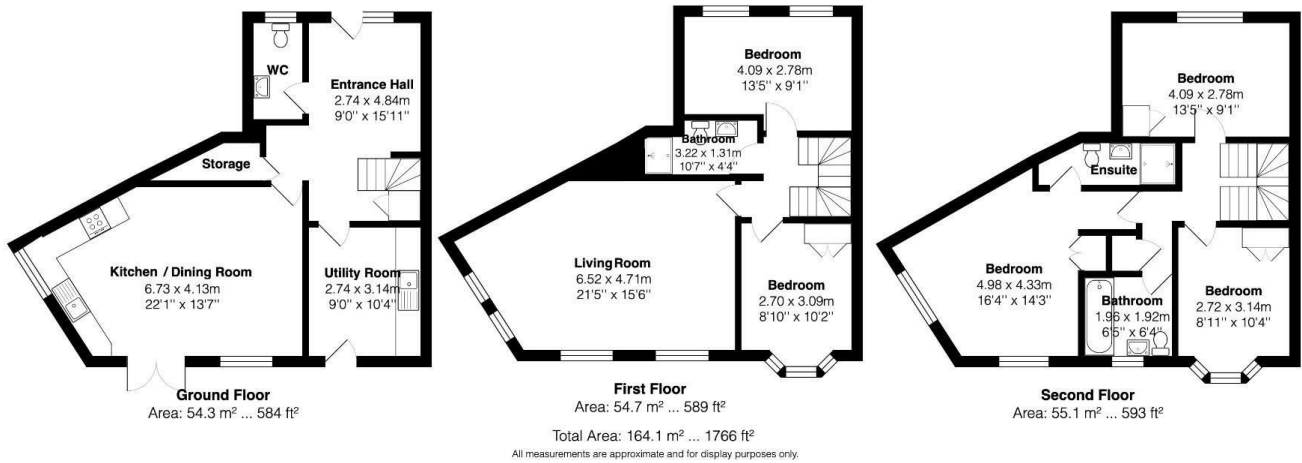 WC
Entrance Hall
2.74 x 4.84m
9'0'' x 15'11''
Storage
Kitchen / Dining Room
6.73 x 4.13m
22'1'' x 13'7''
Utility Room
2.74 x 3.14m
9'0'' x 10'4''
Ground Floor
Area: 54.3 m² ... 584 ft²
Bedroom
4.09 x 2.78m
13'5'' x 9'1''
Bathroom
3.22 x 1.31m
10'7'' x 4'4''
Living Room
6.52 x 4.71m
21'5'' x 15'6''
Bedroom
2.70 x 3.09m
8'10'' x 10'2''
First Floor
Area: 54.7 m² ... 589 ft²
Total Area: 164.1 m² ... 1766 ft²
All measurements are approximate and for display purposes only.
Bedroom
4.09 x 2.78m
13'5'' x 9'1''
Ensuite
Bedroom
4.98 x 4.33m
16'4'' x 14'3''
Bathroom
1.96 x 1.92m
6'5'' x 6'4''
Bedroom
2.72 x 3.14m
8'11'' x 10'4''
Second Floor
Area: 55.1 m² ... 593 ft²